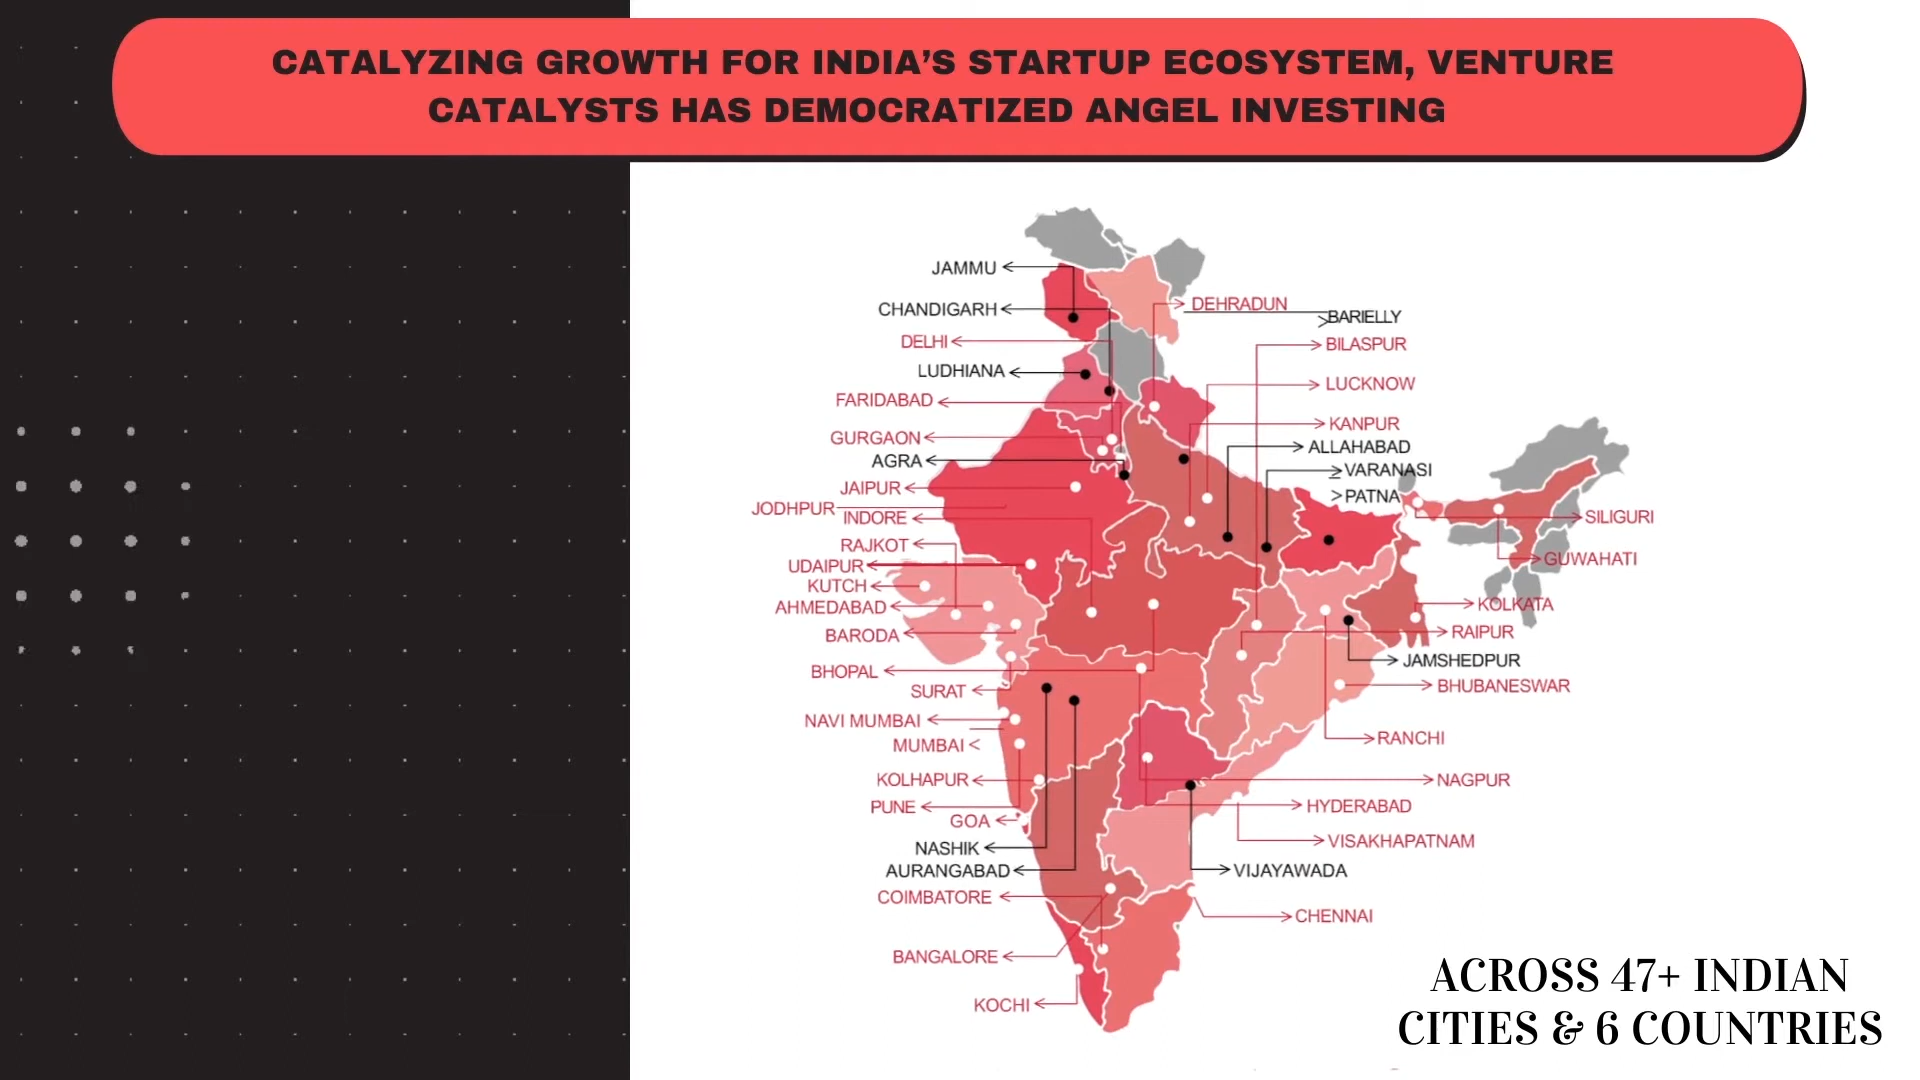 CATALYZING GROWTH FOR INDIA’S STARTUP ECOSYSTEM, VENTURE
CATALYSTS HAS DEMOCRATIZED ANGEL INVESTING
JAMMU
CHANDIGARH
DELHI
LUDHIANA
FARIDABAD
GURGAON
AGRA
JAIPUR
JODHPUR
INDORE
RAJKOT
UDAIPUR
KUTCH
AHMEDABAD
BARODA
BHOPAL
SURAT
NAVI MUMBAI
MUMBAI
KOLHAPUR
PUNE
GOA
NASHIK
AURANGABAD
COIMBATORE
BANGALORE
KOCHI
DEHRADUN
BARIELLY
BILASPUR
LUCKNOW
KANPUR
ALLAHABAD
VARANASI
PATNA
SILIGURI
GUWAHATI
KOLKATA
RAIPUR
JAMSHEDPUR
BHUBANESWAR
RANCHI
NAGPUR
HYDERABAD
VISAKHAPATNAM
VIJAYAWADA
CHENNAI
ACROSS 47+ INDIAN
CITIES & 6 COUNTRIES